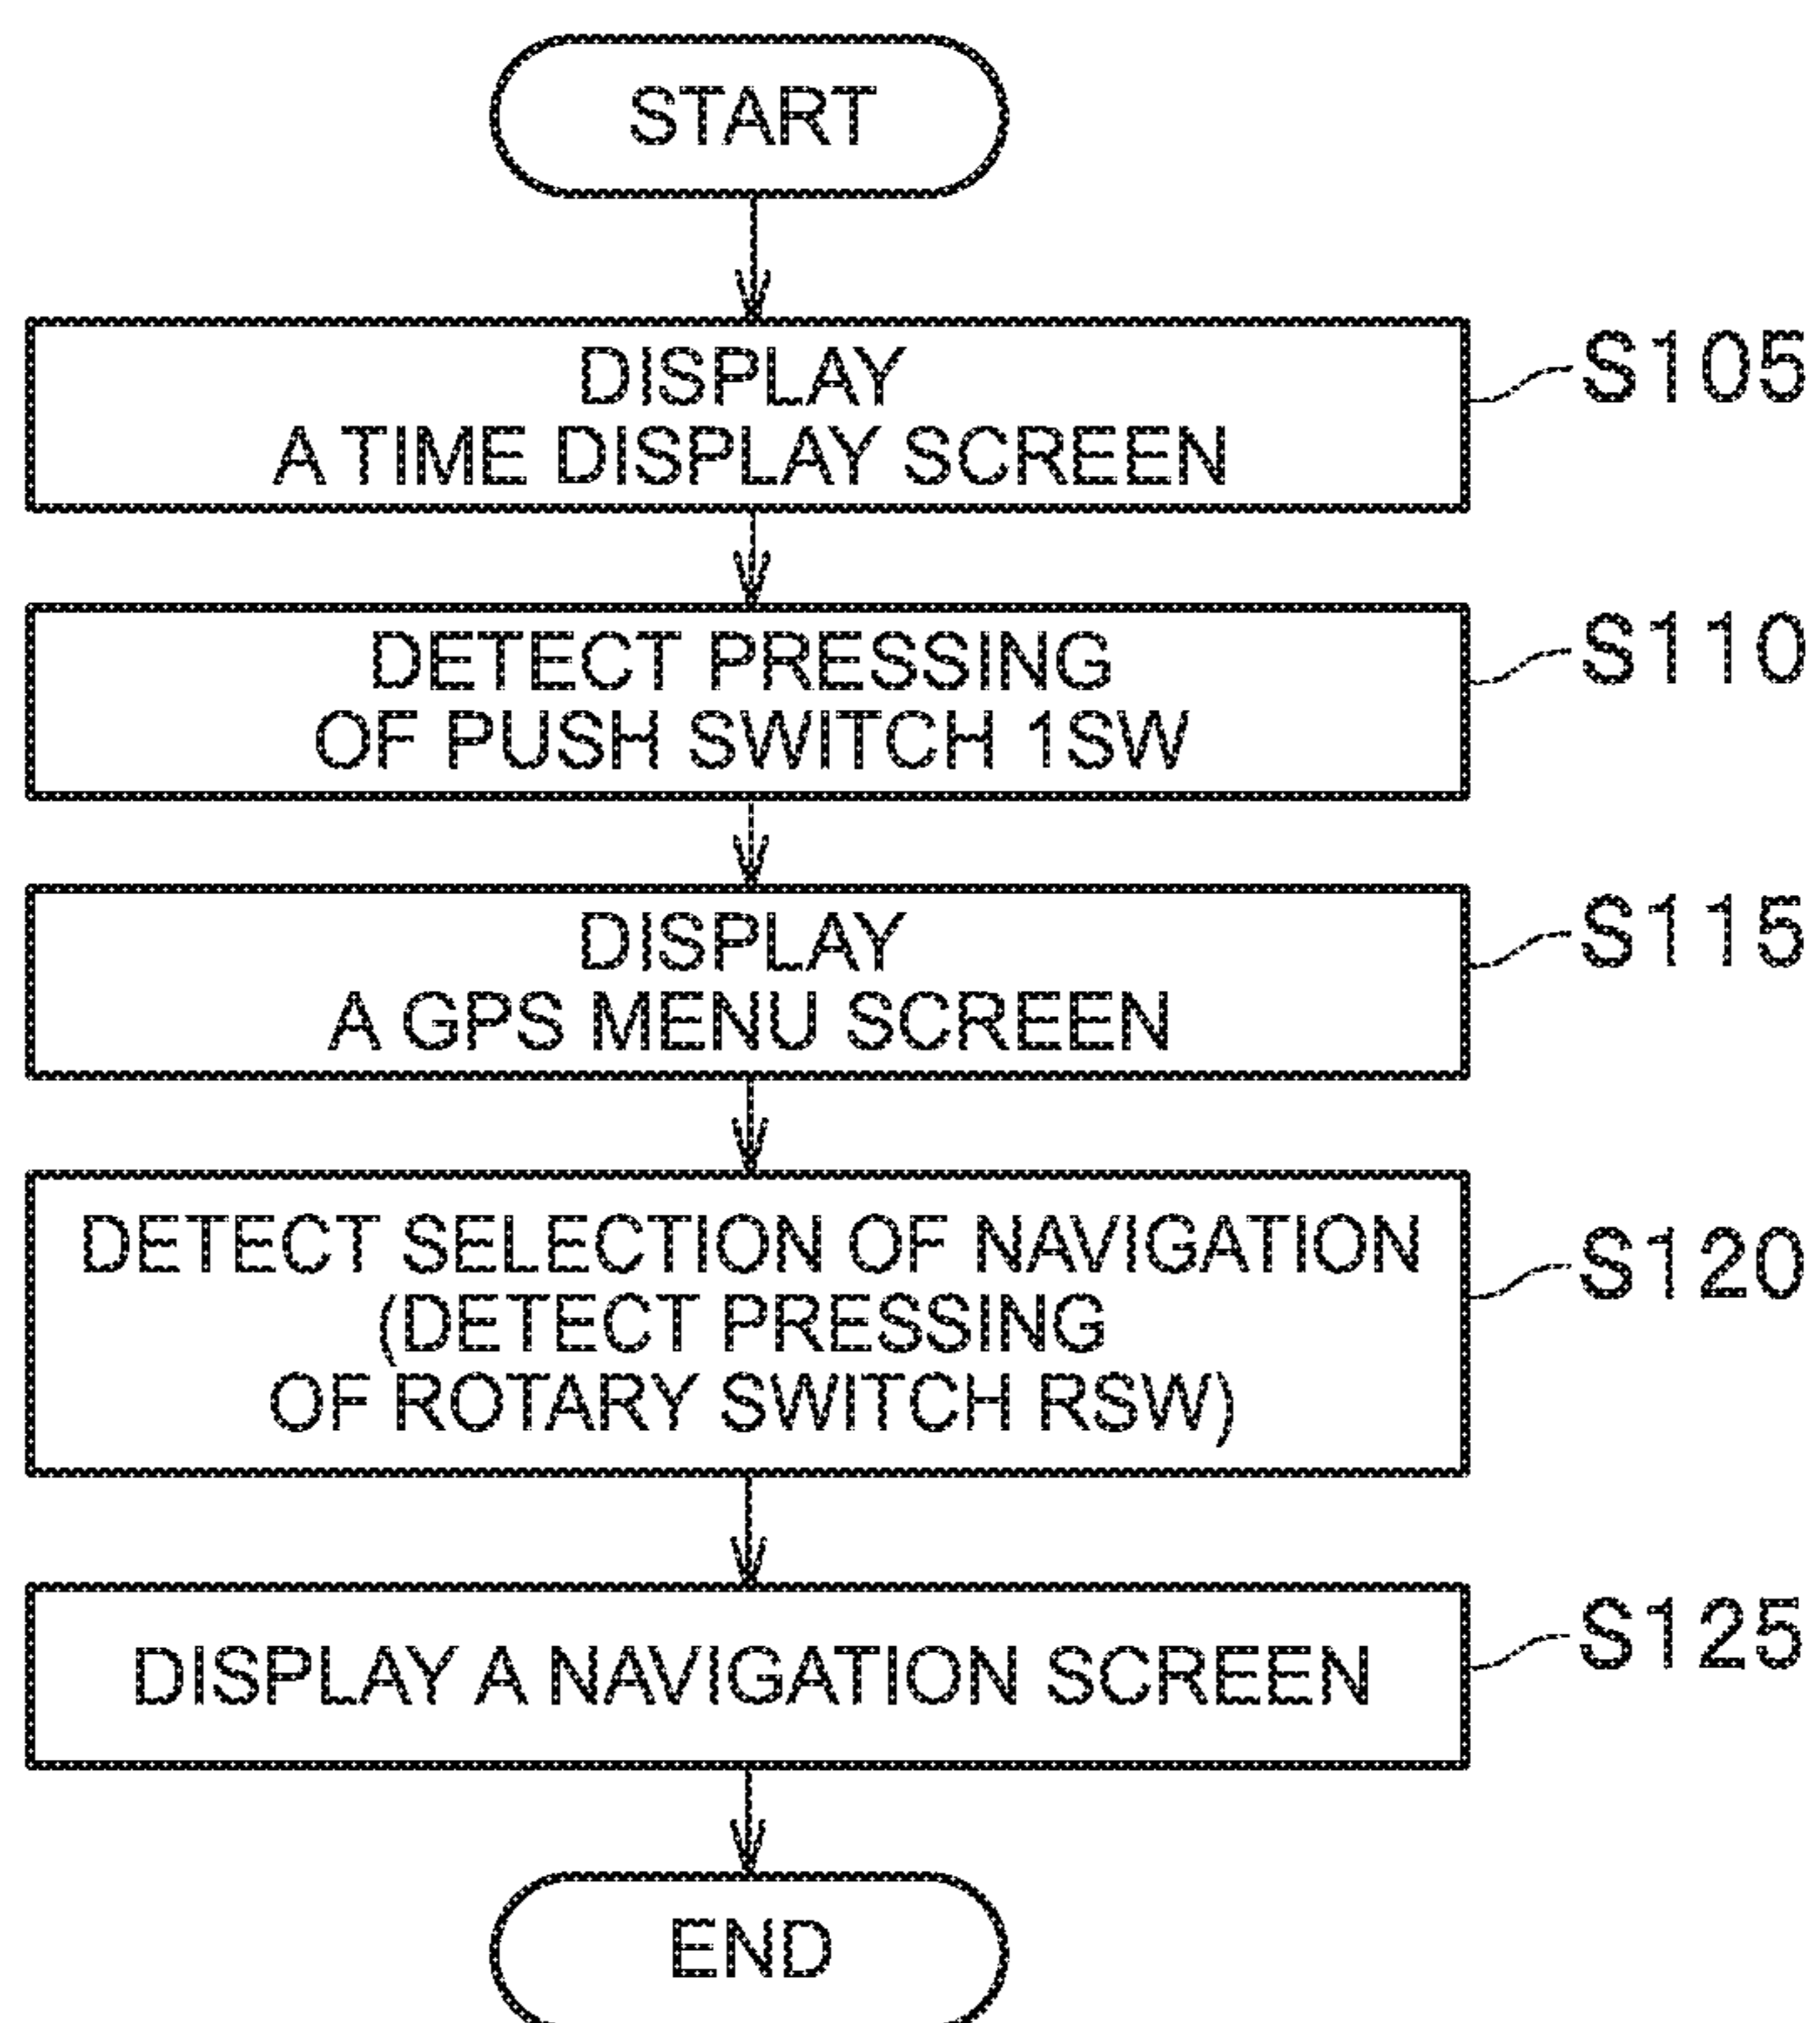 START
DISPLAY
A TIME DISPLAY SCREEN
S105
DETECT PRESSING
OF PUSH SWITCH 1SW
S110
DISPLAY
A GPS MENU SCREEN
S115
DETECT SELECTION OF NAVIGATION
(DETECT PRESSING
OF ROTARY SWITCH RSW)
S120
DISPLAY A NAVIGATION SCREEN
S125
END